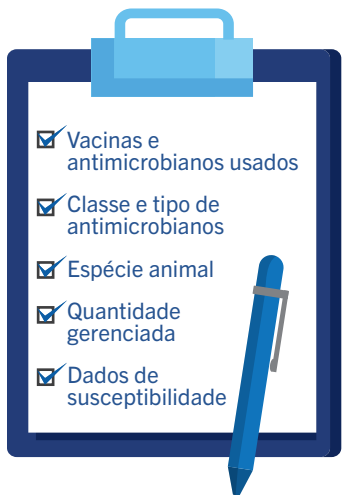 Vacinas e
antimicrobianos usados
Classe e tipo de
antimicrobianos
Espécie animal
Quantidade
gerenciada
Dados de
susceptibilidade